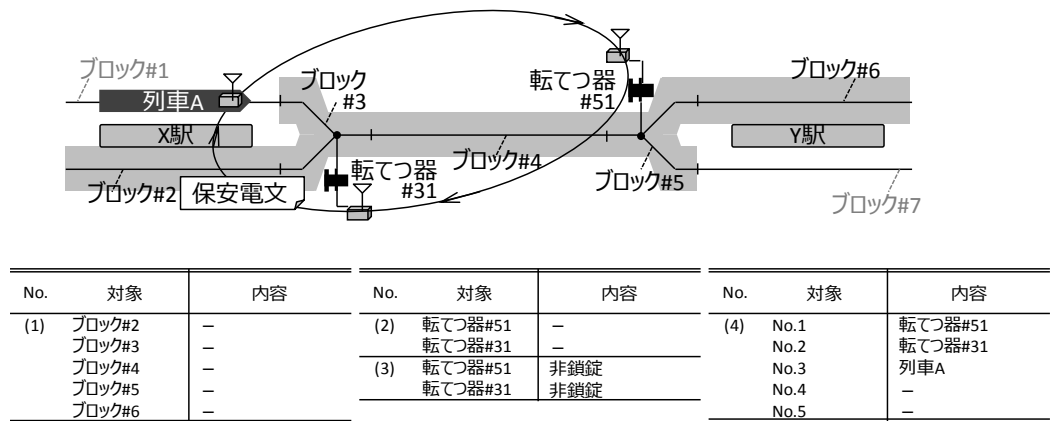 ブロック#1
列車A
X駅
ブロック#2
保安電文
ブロック
#3
転てつ器
#31
ブロック#4
転てつ器
#51
ブロック#5
ブロック#6
Y駅
ブロック#7
No. 対象 内容
(1) ブロック#2 −
ブロック#3 −
ブロック#4 −
ブロック#5 −
ブロック#6 −
No. 対象 内容
(2) 転てつ器#51 −
転てつ器#31 −
(3) 転てつ器#51 非鎖錠
転てつ器#31 非鎖錠
No. 対象 内容
(4) No.1 転てつ器#51
No.2 転てつ器#31
No.3 列車A
No.4 −
No.5 −